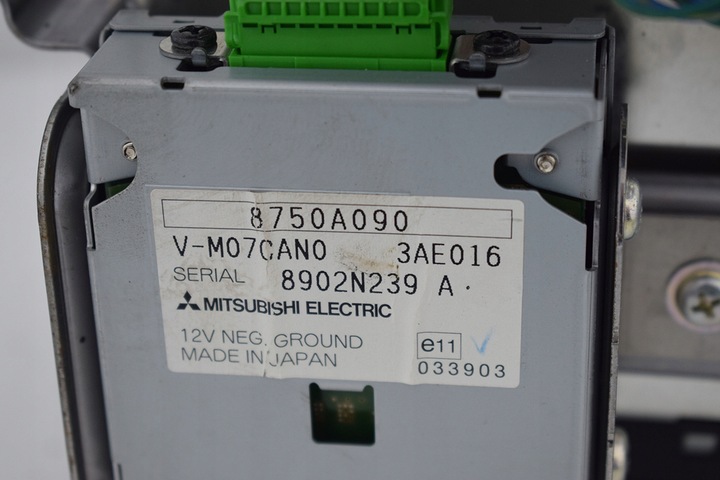 8750A090
V-M07CAN0 3AE016
SERIAL 8902N239 A
MITSUBISHI ELECTRIC
12V NEG. GROUND
MADE IN JAPAN
e11
033903